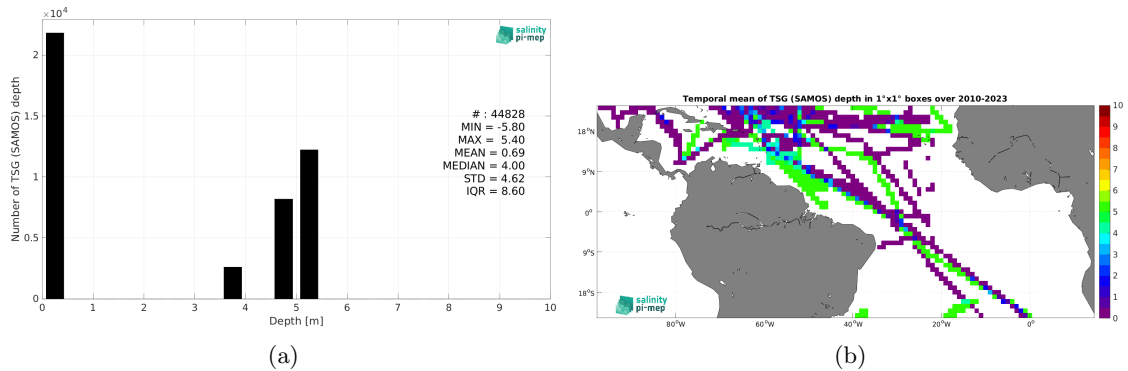 ×10⁴
2
1.5
1
0.5
0
Number of TSG (SAMOS) depth
0 1 2 3 4 5 6 7 8 9 10
Depth [m]
salinity
pi-mep
# : 44828
MIN = -5.80
MAX = 5.40
MEAN = 0.69
MEDIAN = 4.00
STD = 4.62
IQR = 8.60
(a)
Temporal mean of TSG (SAMOS) depth in 1°x1° boxes over 2010-2023
18°N
9°N
0°
9°S
18°S
80°W 60°W 40°W 20°W 0°
salinity
pi-mep
10
9
8
7
6
5
4
3
2
1
0
(b)